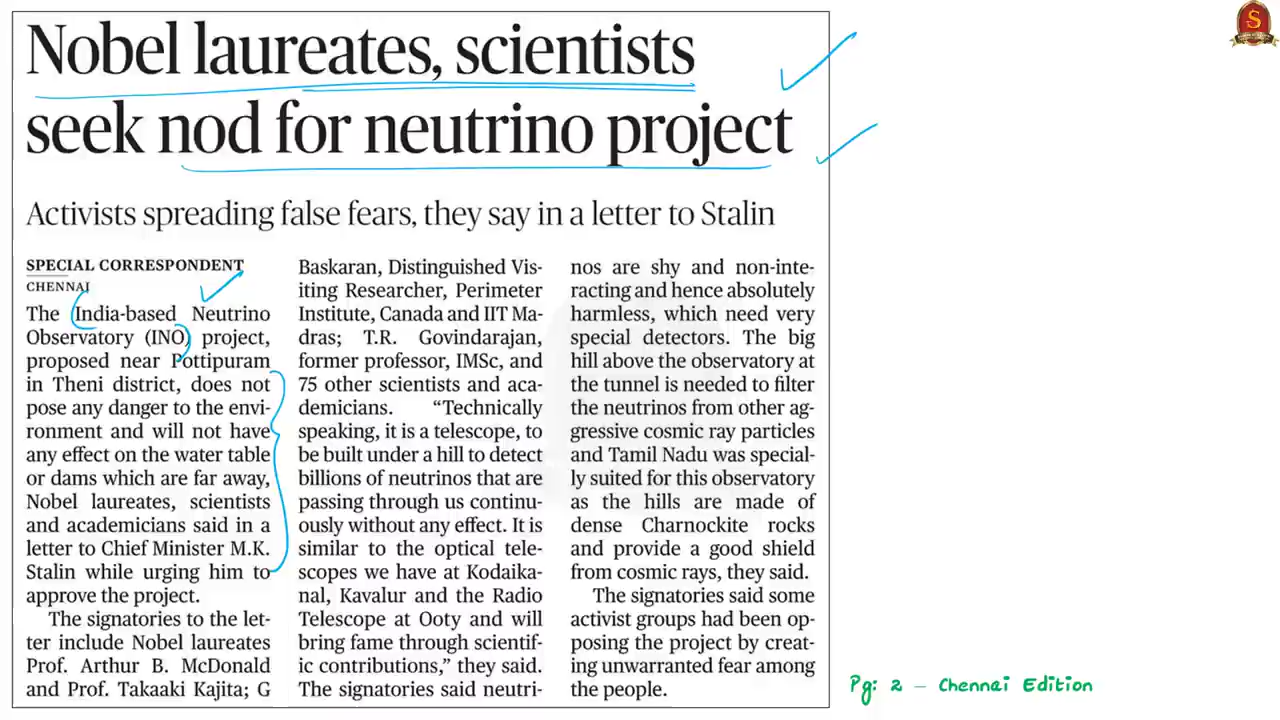 Nobel laureates, scientists
seek nod for neutrino project
Activists spreading false fears, they say in a letter to Stalin
SPECIAL CORRESPONDENT
CHENNAI
The India-based Neutrino
Observatory (INO) project,
proposed near Pottipuram
in Theni district, does not
pose any danger to the envi-
ronment and will not have
any effect on the water table
or dams which are far away,
Nobel laureates, scientists
and academicians said in a
letter to Chief Minister M.K.
Stalin while urging him to
approve the project.
The signatories to the let-
ter include Nobel laureates
Prof. Arthur B. McDonald
and Prof. Takaaki Kajita; G
Baskaran, Distinguished Vis-
iting Researcher, Perimeter
Institute, Canada and IIT Ma-
dras; T.R. Govindarajan,
former professor, IMSc, and
75 other scientists and aca-
demicians. “Technically
speaking, it is a telescope, to
be built under a hill to detect
billions of neutrinos that are
passing through us continu-
ously without any effect. It is
similar to the optical tele-
scopes we have at Kodaika-
nal, Kavalur and the Radio
Telescope at Ooty and will
bring fame through scientif-
ic contributions,” they said.
The signatories said neutri-
nos are shy and non-inte-
racting and hence absolutely
harmless, which need very
special detectors. The big
hill above the observatory at
the tunnel is needed to filter
the neutrinos from other ag-
gressive cosmic ray particles
and Tamil Nadu was special-
ly suited for this observatory
as the hills are made of
dense Charnockite rocks
and provide a good shield
from cosmic rays, they said.
The signatories said some
activist groups had been op-
posing the project by creat-
ing unwarranted fear among
the people.
Pg: 2 – Chennai Edition